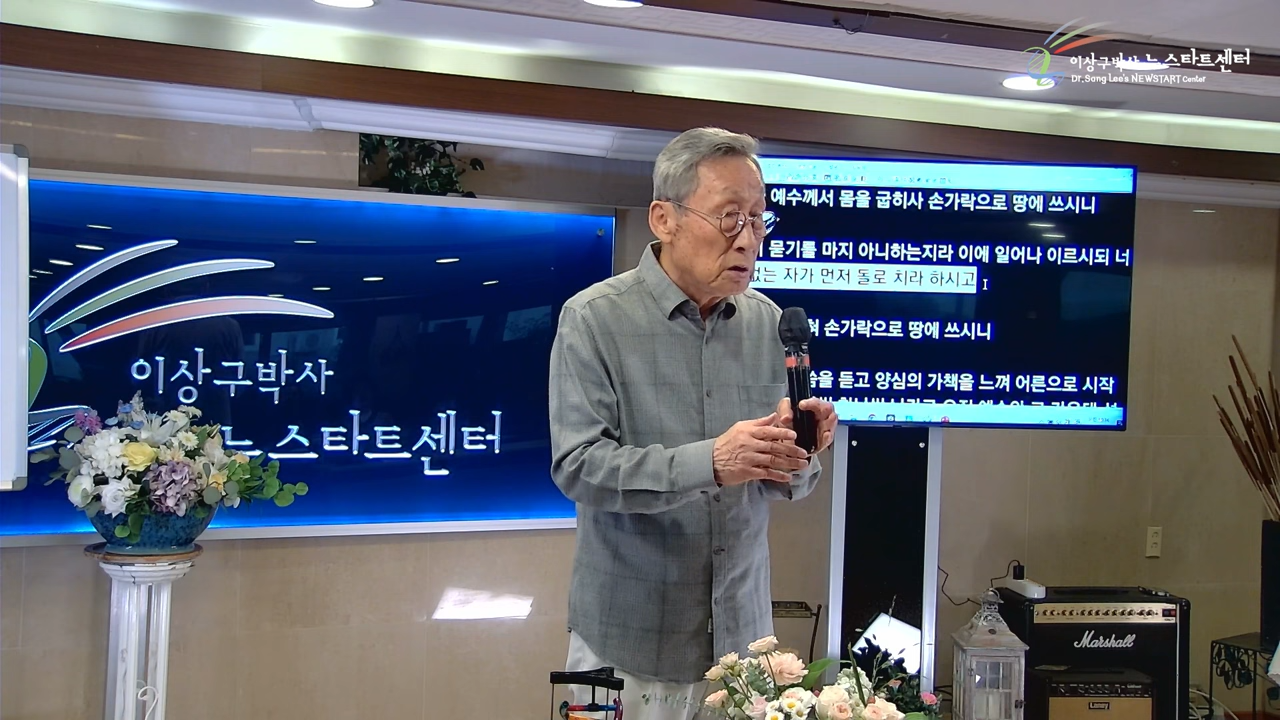 이상구박사 뉴스타트센터
Dr. Sang Lee's NEWSTART Center
예수께서 몸을 굽히사 손가락으로 땅에 쓰시니
묻기를 마지 아니하는지라 이에 일어나 이르시되 너
없는 자가 먼저 돌로 치라 하시고
손가락으로 땅에 쓰시니
듣고 양심의 가책을 느껴 어른으로 시작
이상구박사
뉴스타트센터
Marshall
Laney